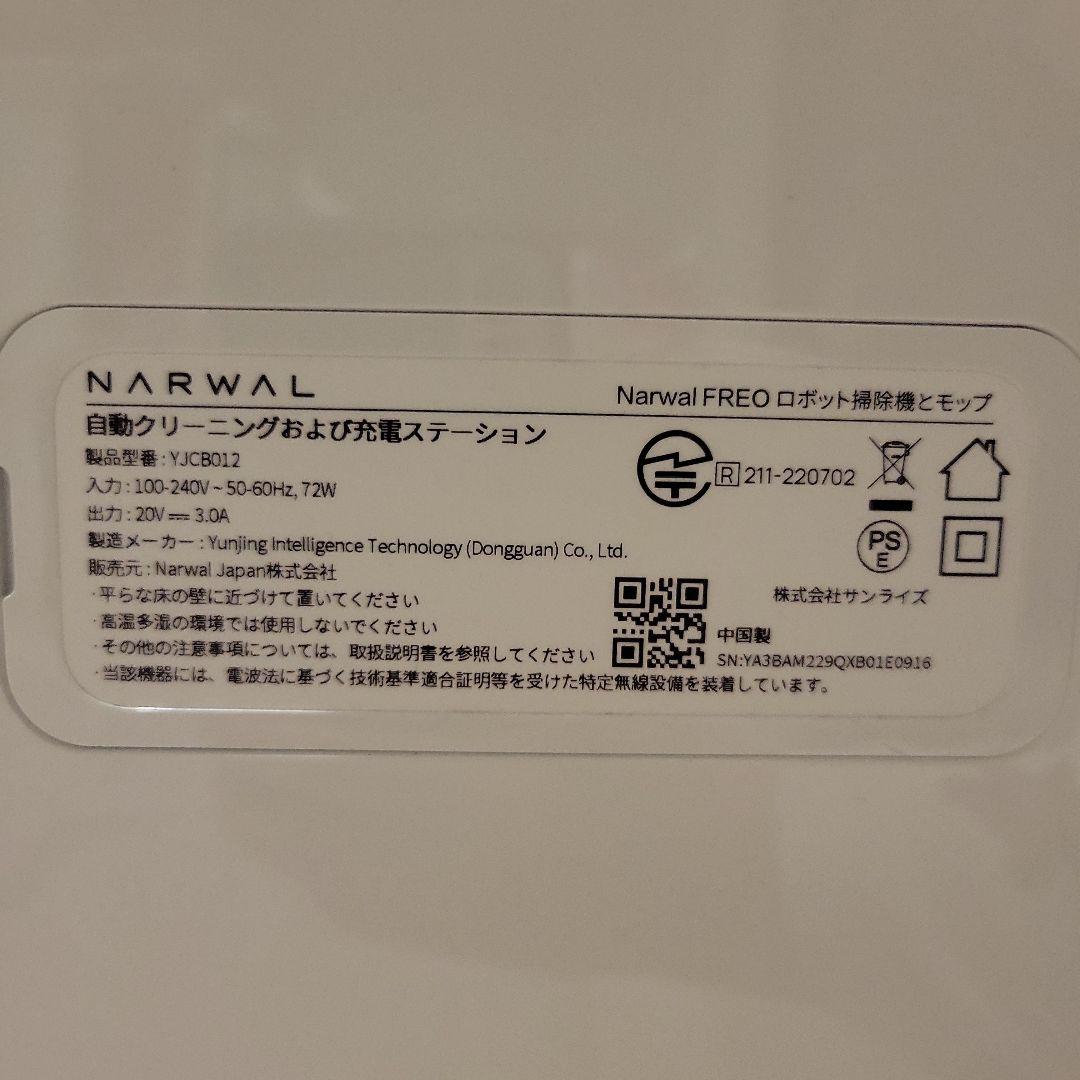 NARWAL
Narwal FREO ロボット掃除機とモップ
自動クリーニングおよび充電ステーション
製品型番:YJCB012
入力:100-240V~50-60Hz, 72W
出力:20V⎓3.0A
製造メーカー:Yunjing Intelligence Technology (Dongguan) Co., Ltd.
販売元:Narwal Japan株式会社
·平らな床の壁に近づけて置いてください
·高温多湿の環境では使用しないでください
·その他の注意事項については、取扱説明書を参照してください
·当該機器には、電波法に基づく技術基準適合証明等を受けた特定無線設備を装着しています。
R 211-220702
PS
E
株式会社サンライズ
中国製
SN:YA3BAM229QXB01E0916